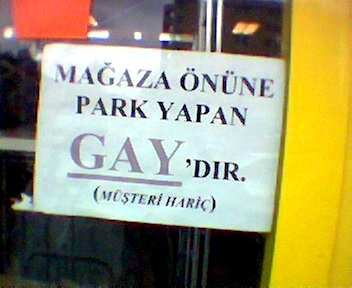 MAĞAZA ÖNÜNE
PARK YAPAN
GAY'DIR.
(MÜŞTERİ HARİÇ)